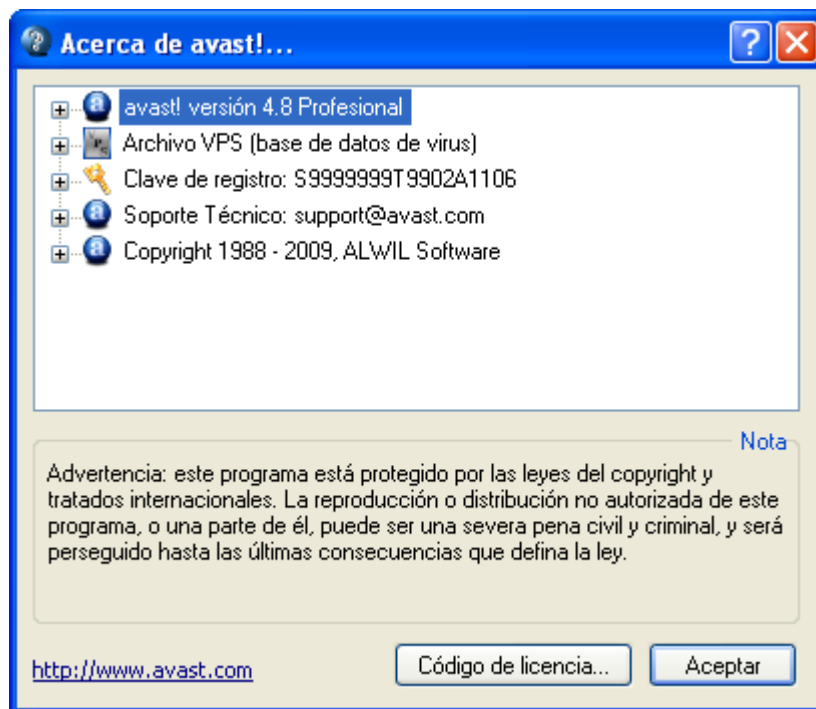 Acerca de avast!...
avast! versión 4.8 Profesional
Archivo VPS (base de datos de virus)
Clave de registro: S9999999T9902A1106
Soporte Técnico: support@avast.com
Copyright 1988 - 2009, ALWIL Software
Nota
Advertencia: este programa está protegido por las leyes del copyright y
tratados internacionales. La reproducción o distribución no autorizada de este
programa, o una parte de él, puede ser una severa pena civil y criminal, y será
perseguido hasta las últimas consecuencias que defina la ley.
http://www.avast.com
Código de licencia...
Aceptar